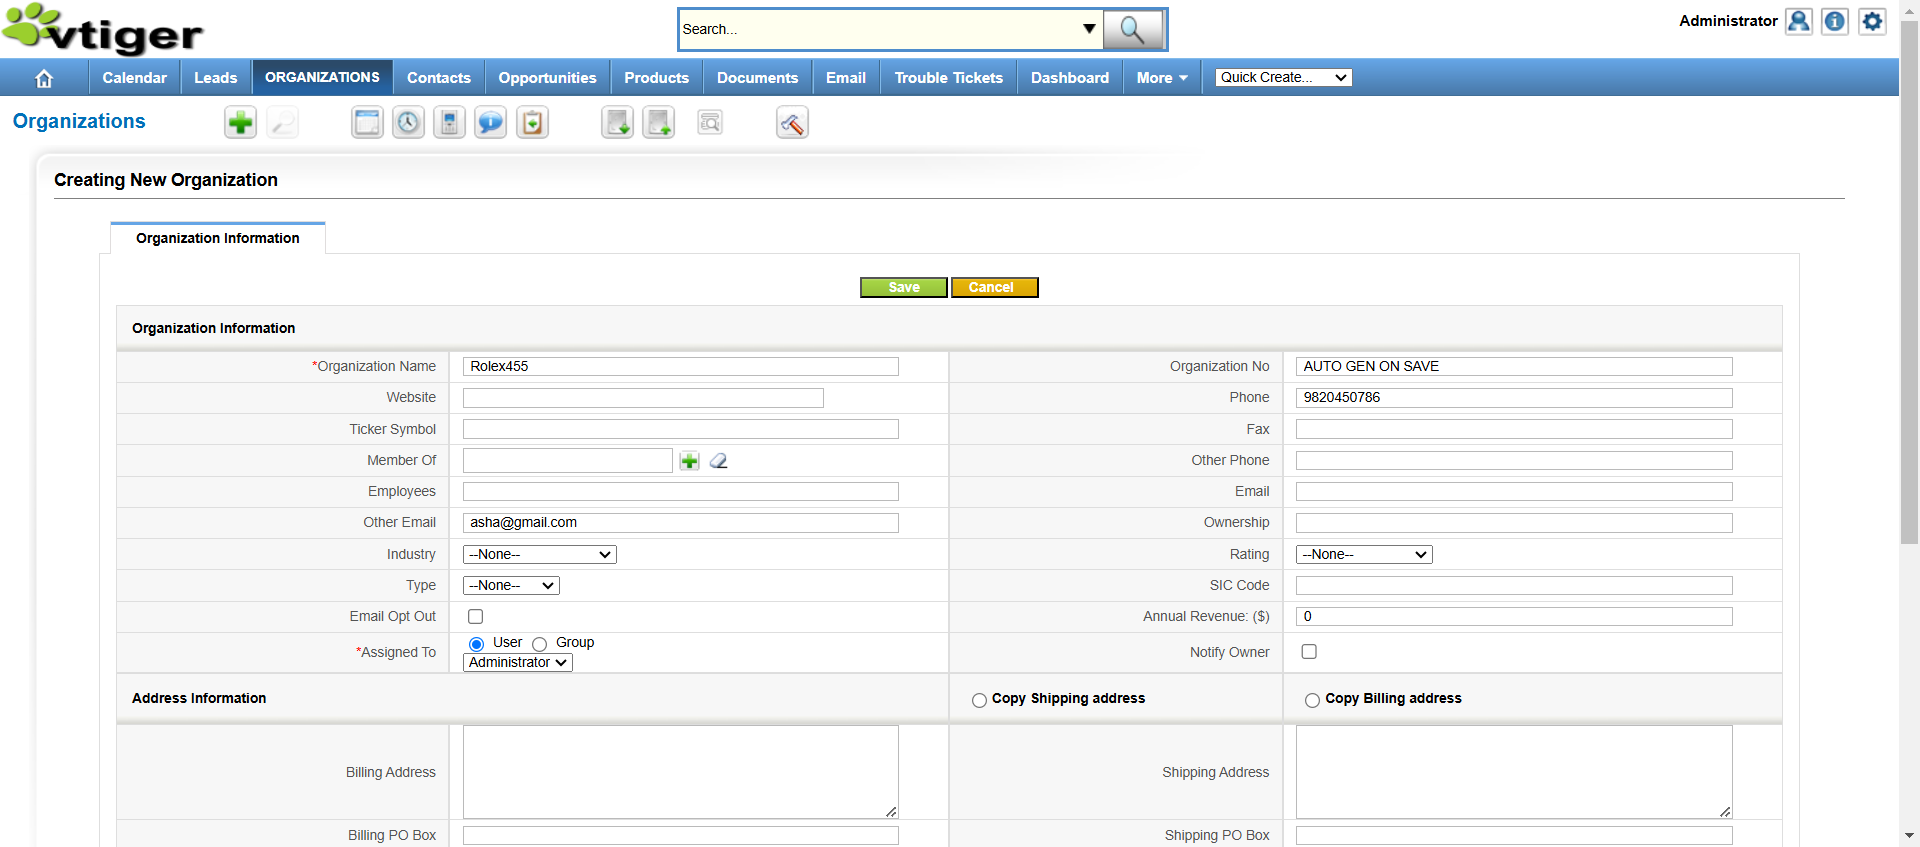 vtiger
Search...
Administrator
Calendar Leads ORGANIZATIONS Contacts Opportunities Products Documents Email Trouble Tickets Dashboard More Quick Create...
Organizations
Creating New Organization
Organization Information
Save Cancel
Organization Information
*Organization Name Rolex455 Organization No AUTO GEN ON SAVE
Website Phone 9820450786
Ticker Symbol Fax
Member Of Other Phone
Employees Email
Other Email asha@gmail.com Ownership
Industry --None-- Rating --None--
Type --None-- SIC Code
Email Opt Out Annual Revenue: ($) 0
*Assigned To User Group Administrator Notify Owner
Address Information Copy Shipping address Copy Billing address
Billing Address Shipping Address
Billing PO Box Shipping PO Box